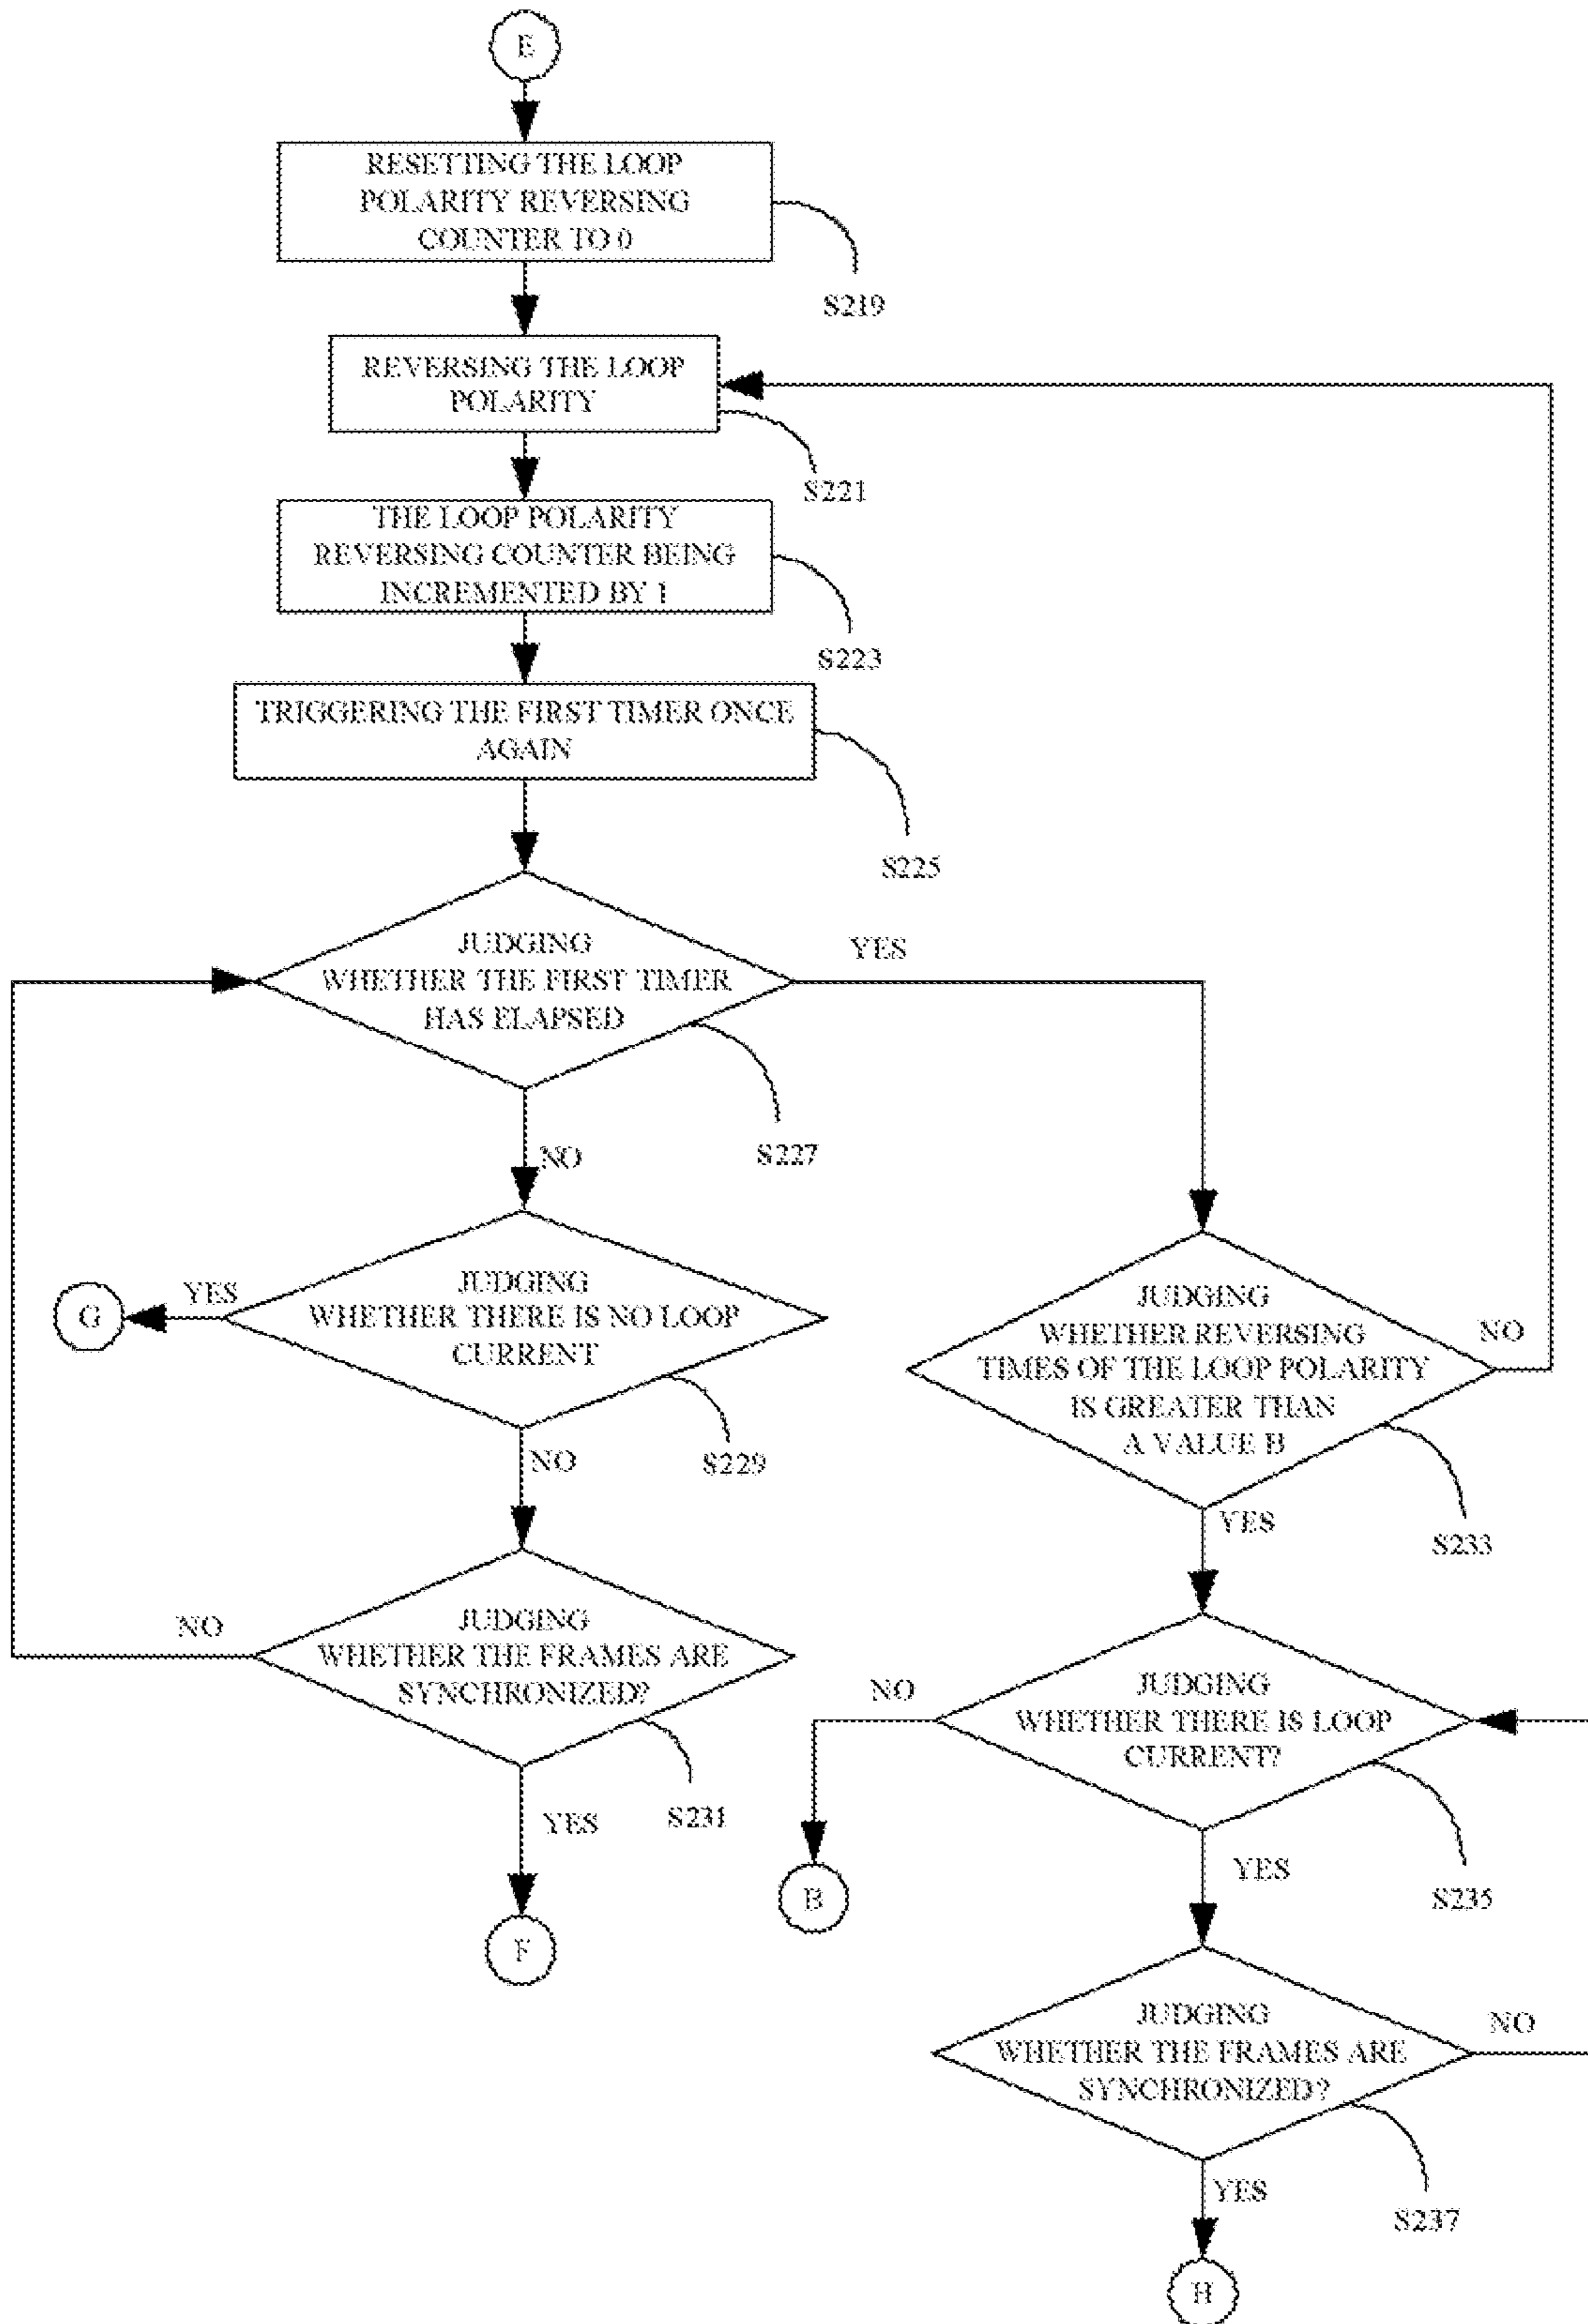 E
RESETTING THE LOOP
POLARITY REVERSING
COUNTER TO 0
S219
REVERSING THE LOOP
POLARITY
S221
THE LOOP POLARITY
REVERSING COUNTER BEING
INCREMENTED BY 1
S223
TRIGGERING THE FIRST TIMER ONCE
AGAIN
S225
JUDGING
WHETHER THE FIRST TIMER
HAS ELAPSED
YES
S227
NO
JUDGING
WHETHER THERE IS NO LOOP
CURRENT
YES
G
S229
NO
JUDGING
WHETHER THE FRAMES ARE
SYNCHRONIZED?
NO
S231
YES
F
JUDGING
WHETHER REVERSING
TIMES OF THE LOOP POLARITY
IS GREATER THAN
A VALUE B
NO
S233
YES
JUDGING
WHETHER THERE IS LOOP
CURRENT?
NO
B
S235
YES
JUDGING
WHETHER THE FRAMES ARE
SYNCHRONIZED?
NO
S237
YES
H